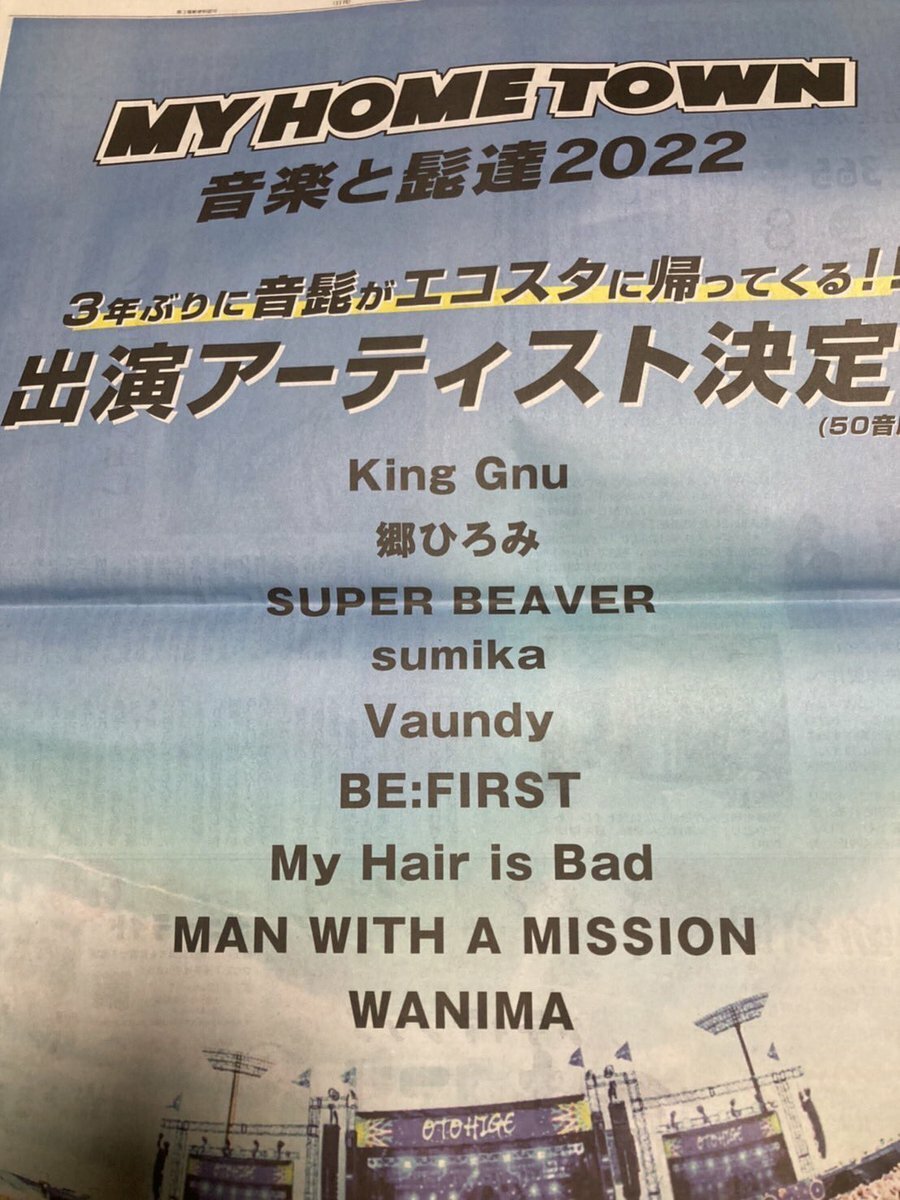 MY HOME TOWN
音楽と髭達2022
3年ぶりに音髭がエコスタに帰ってくる!!
出演アーティスト決定
(50音
King Gnu
郷ひろみ
SUPER BEAVER
sumika
Vaundy
BE:FIRST
My Hair is Bad
MAN WITH A MISSION
WANIMA
OTOHIGE